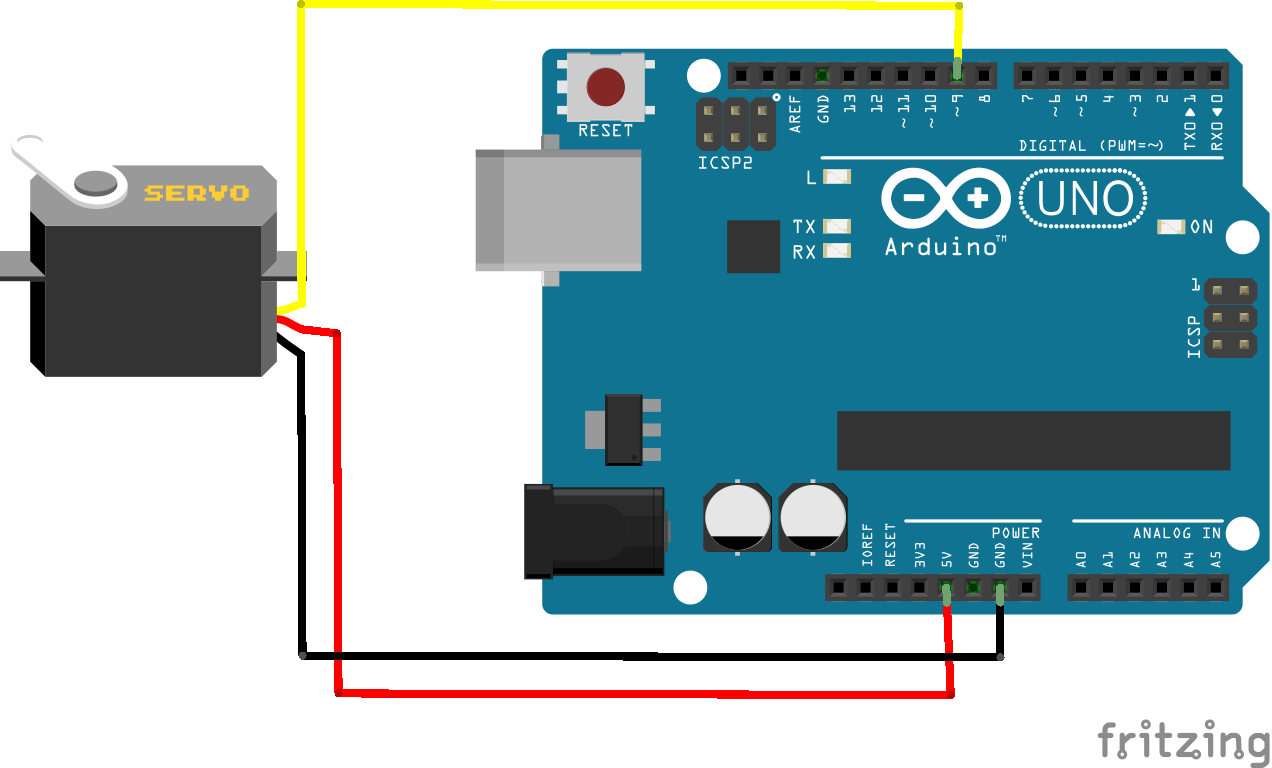 RESET
ICSP2
AREF
GND
13
12
~11
~10
~9
8
7
~6
~5
4
~3
2
TX0▶1
RX0◀0
DIGITAL (PWM=~)
L
TX
RX
Arduino™
UNO
ON
1
ICSP
SERVO
POWER
ANALOG IN
IOREF
RESET
3V3
5V
GND
GND
VIN
A0
A1
A2
A3
A4
A5
fritzing